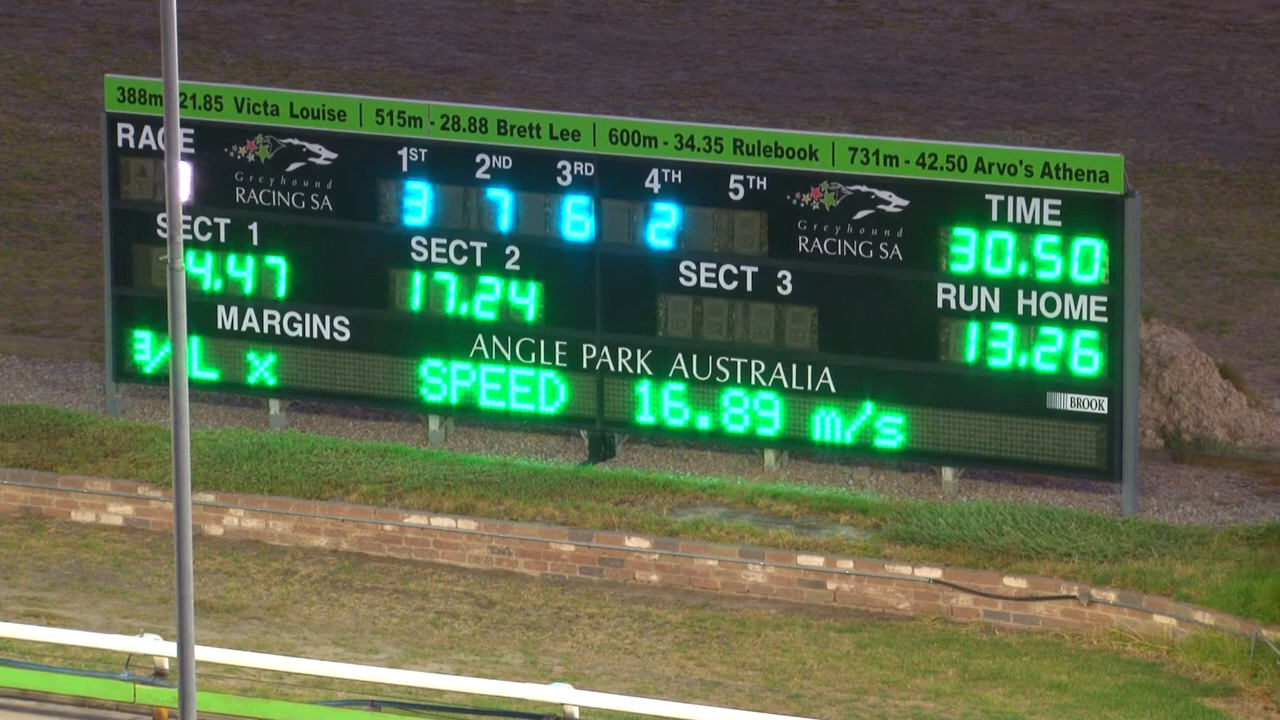 388m 21.85 Victa Louise | 515m - 28.88 Brett Lee | 600m - 34.35 Rulebook | 731m - 42.50 Arvo's Athena
RACE
Greyhound
RACING SA
1ST 2ND 3RD 4TH 5TH
3 7 6 2
Greyhound
RACING SA
TIME
30.50
SECT 1
4.47
SECT 2
17.24
SECT 3
RUN HOME
13.26
MARGINS
ANGLE PARK AUSTRALIA
3/ L x SPEED 16.89 m/s
BROOK